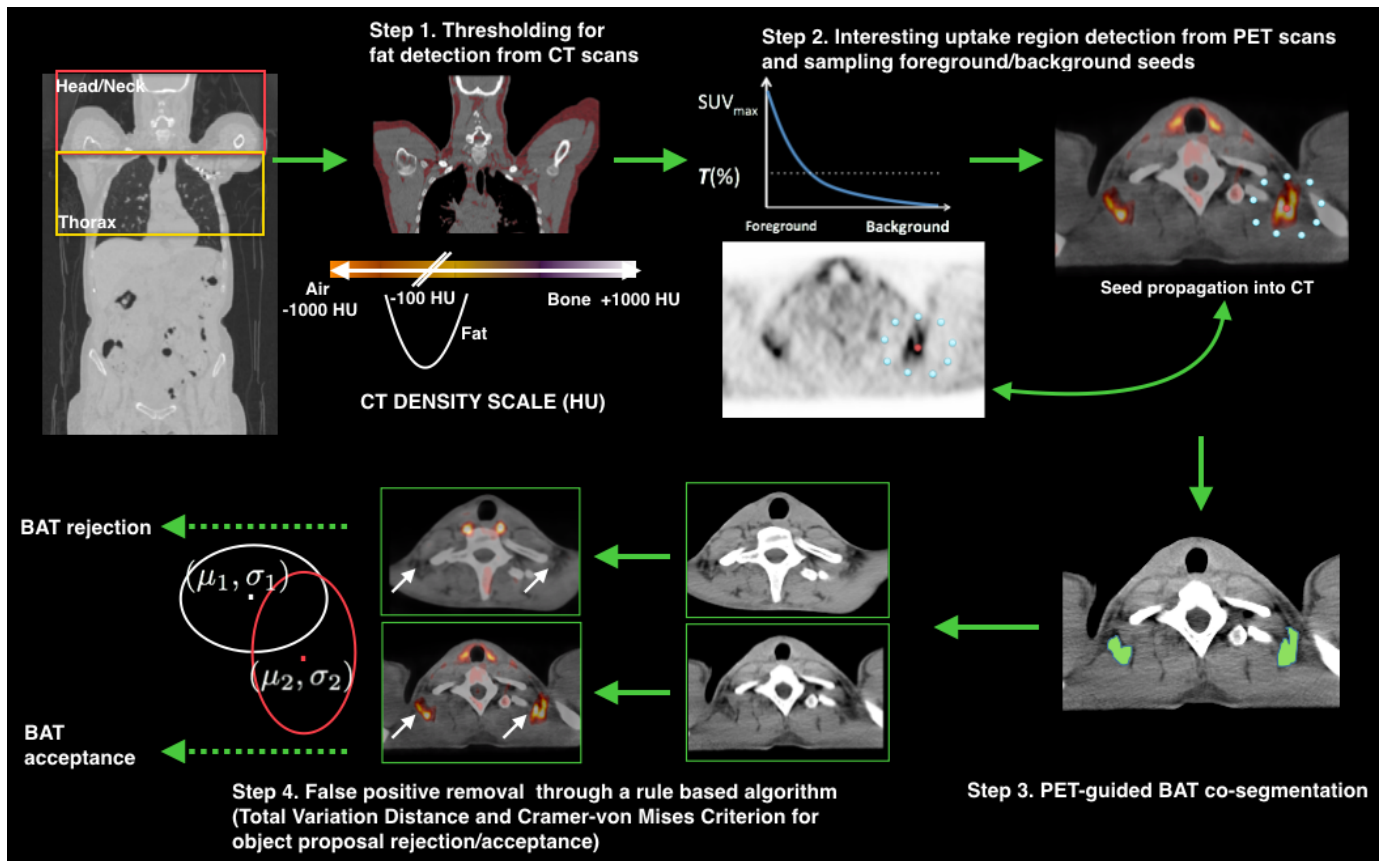 Step 1. Thresholding for
fat detection from CT scans
Step 2. Interesting uptake region detection from PET scans
and sampling foreground/background seeds
Head/Neck
Thorax
SUVmax
T(%)
Foreground
Background
Air
-1000 HU
-100 HU
Bone +1000 HU
Fat
CT DENSITY SCALE (HU)
Seed propagation into CT
BAT rejection
(μ₁, σ₁)
(μ₂, σ₂)
BAT
acceptance
Step 3. PET-guided BAT co-segmentation
Step 4. False positive removal through a rule based algorithm
(Total Variation Distance and Cramer-von Mises Criterion for
object proposal rejection/acceptance)